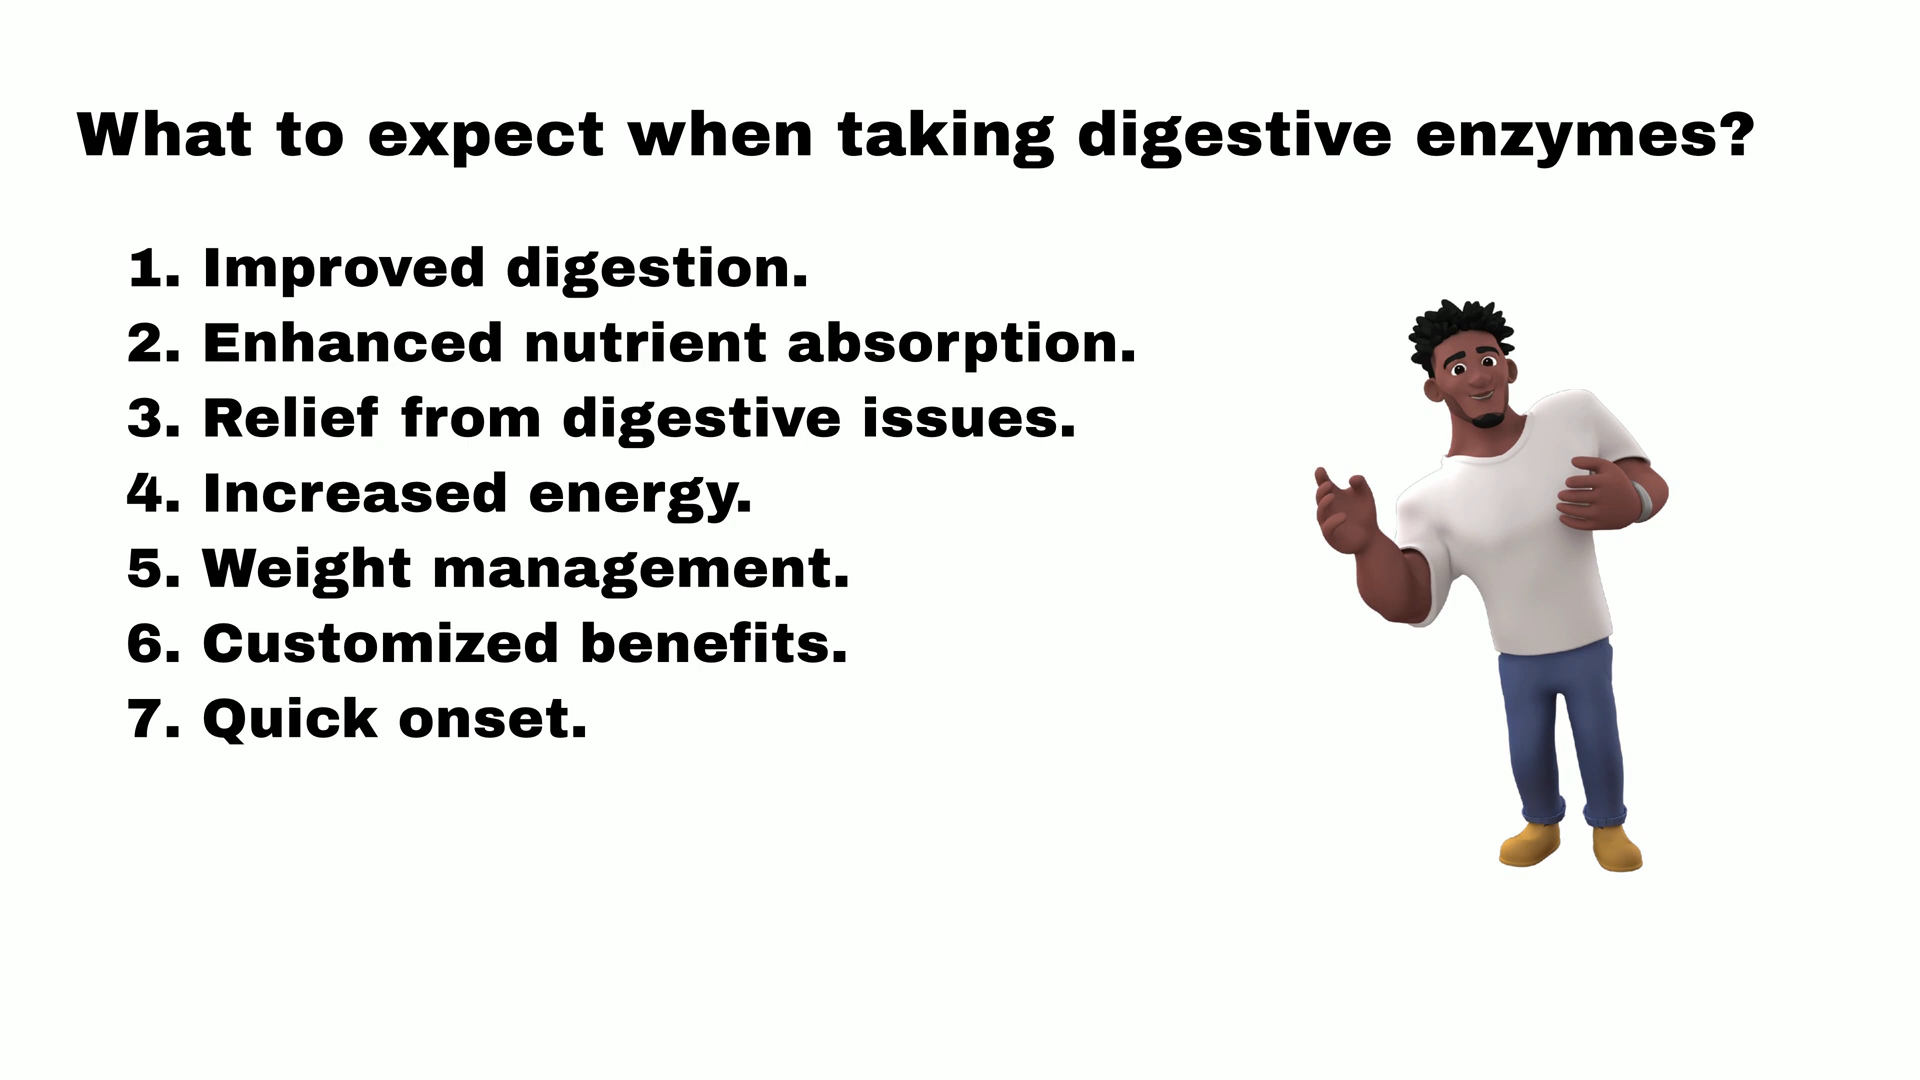 What to expect when taking digestive enzymes?
1. Improved digestion.
2. Enhanced nutrient absorption.
3. Relief from digestive issues.
4. Increased energy.
5. Weight management.
6. Customized benefits.
7. Quick onset.